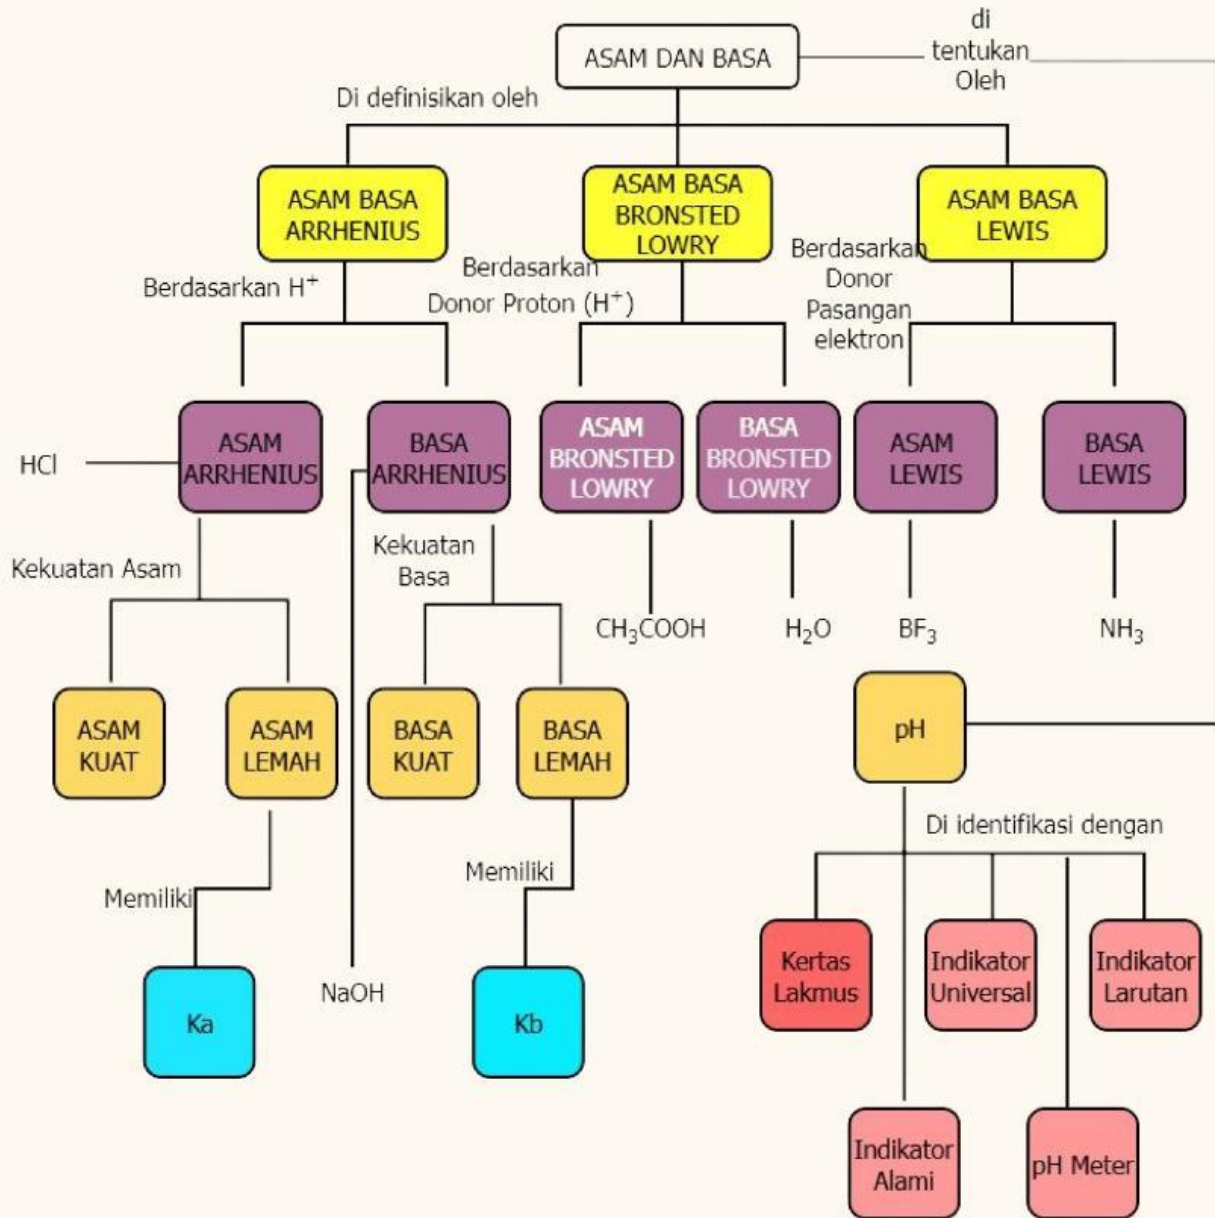 ASAM DAN BASA
di
tentukan
Oleh
Di definisikan oleh
ASAM BASA
ARRHENIUS
ASAM BASA
BRONSTED
LOWRY
ASAM BASA
LEWIS
Berdasarkan H⁺
Berdasarkan
Donor Proton (H⁺)
Berdasarkan
Donor
Pasangan
elektron
HCl
ASAM
ARRHENIUS
BASA
ARRHENIUS
ASAM
BRONSTED
LOWRY
BASA
BRONSTED
LOWRY
ASAM
LEWIS
BASA
LEWIS
Kekuatan Asam
Kekuatan
Basa
CH₃COOH
H₂O
BF₃
NH₃
ASAM
KUAT
ASAM
LEMAH
BASA
KUAT
BASA
LEMAH
pH
Di identifikasi dengan
Memiliki
Memiliki
Ka
NaOH
Kb
Kertas
Lakmus
Indikator
Universal
Indikator
Larutan
Indikator
Alami
pH Meter